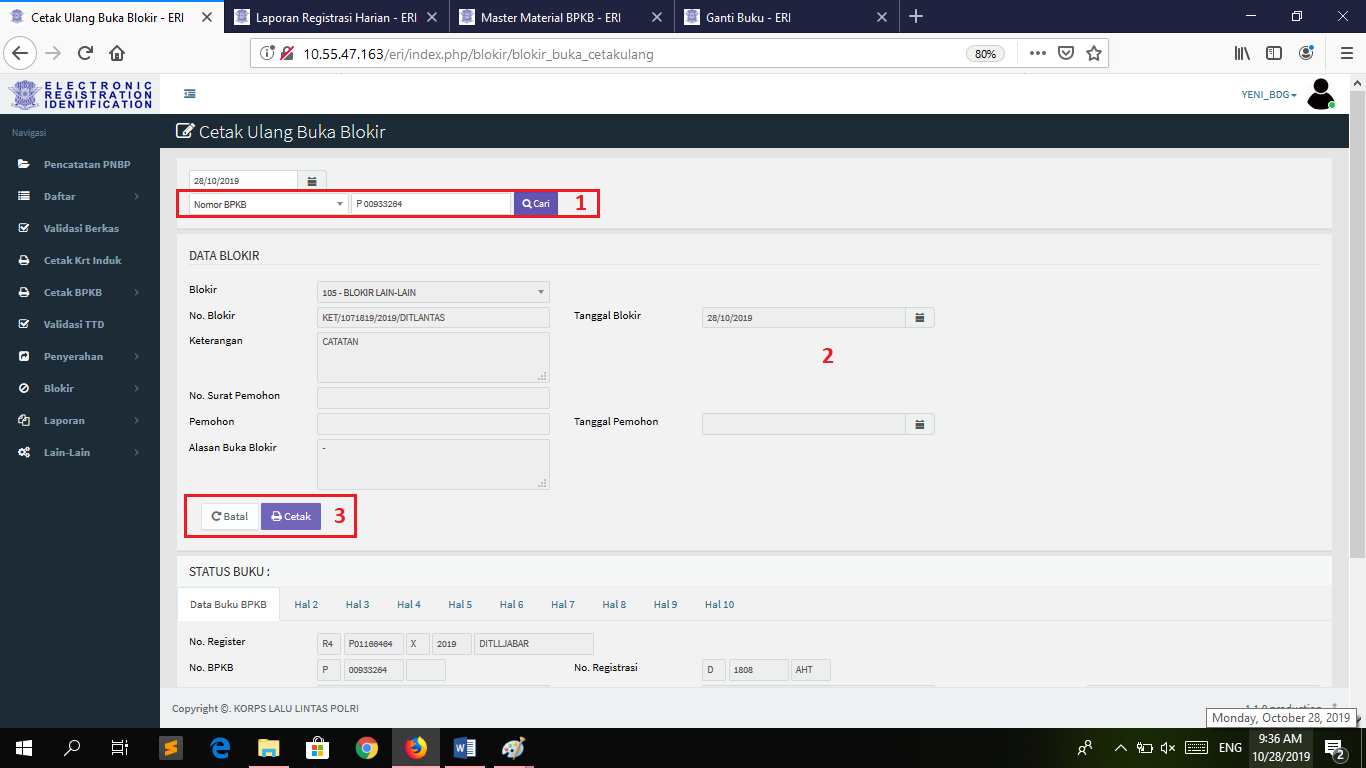 Cetak Ulang Buka Blokir - ERI
Laporan Registrasi Harian - ERI
Master Material BPKB - ERI
Ganti Buku - ERI
10.55.47.163/eri/index.php/blokir/blokir_buka_cetakulang
80%
ELECTRONIC
REGISTRATION
IDENTIFICATION
YENI_BDG
Navigasi
Cetak Ulang Buka Blokir
Pencatatan PNBP
Daftar
Validasi Berkas
Cetak Krt Induk
Cetak BPKB
Validasi TTD
Penyerahan
Blokir
Laporan
Lain-Lain
28/10/2019
Nomor BPKB P 00933264 Cari 1
DATA BLOKIR
Blokir 105 - BLOKIR LAIN-LAIN
No. Blokir KET/1071819/2019/DITLANTAS Tanggal Blokir 28/10/2019
Keterangan CATATAN
2
No. Surat Pemohon
Pemohon Tanggal Pemohon
Alasan Buka Blokir -
Batal Cetak 3
STATUS BUKU :
Data Buku BPKB Hal 2 Hal 3 Hal 4 Hal 5 Hal 6 Hal 7 Hal 8 Hal 9 Hal 10
No. Register R4 P01166464 X 2019 DITLLJABAR
No. BPKB P 00933264 No. Registrasi D 1808 AHT
Copyright ©. KORPS LALU LINTAS POLRI
Monday, October 28, 2019
ENG
9:36 AM
10/28/2019
2